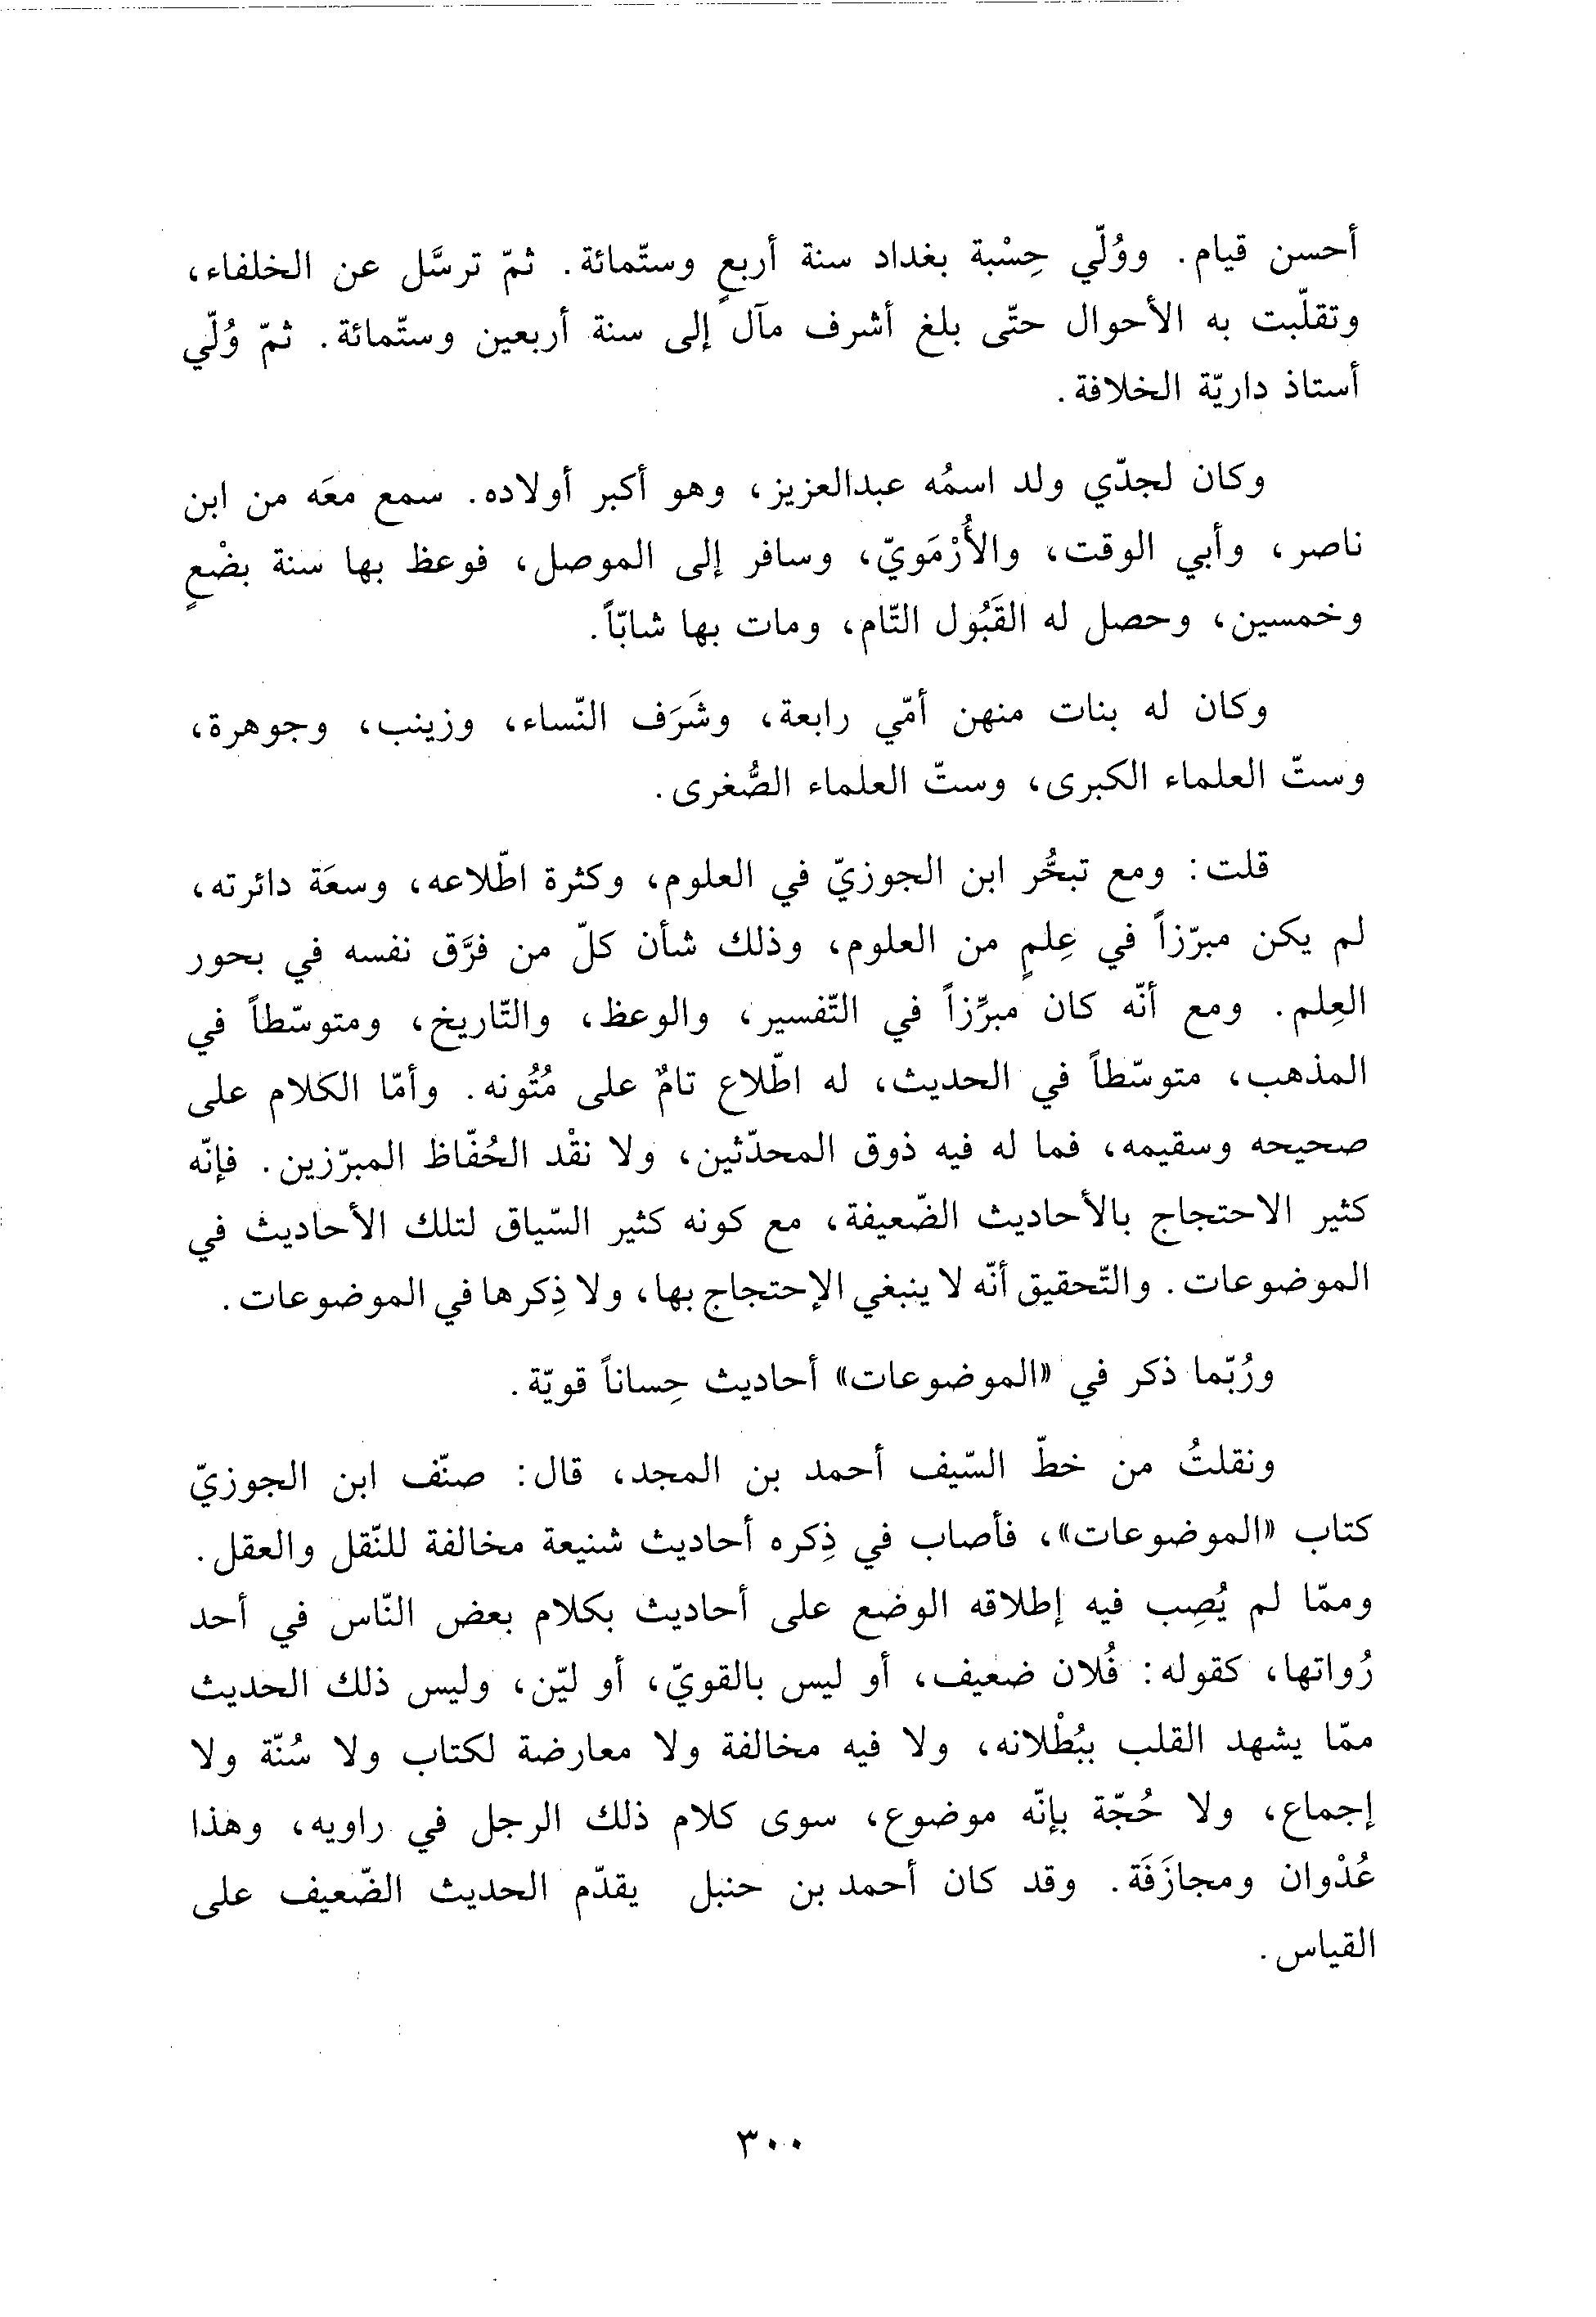 أحسن قيام. ووُلّي حِسْبة بغداد سنة أربعٍ وستّمائة. ثمّ ترسَّل عن الخلفاء،
وتقلّبت به الأحوال حتّى بلغ أشرف مآل إلى سنة أربعين وستّمائة. ثمّ وُلّي
أستاذ داريّة الخلافة.
وكان لجدّي ولد اسمُه عبدالعزيز، وهو أكبر أولاده. سمع معَه من ابن
ناصر، وأبي الوقت، والأُرْمَويّ، وسافر إلى الموصل، فوعظ بها سنة بضْعٍ
وخمسين، وحصل له القَبُول التّام، ومات بها شابّاً.
وكان له بنات منهن أمّي رابعة، وشَرَف النّساء، وزينب، وجوهرة،
وستّ العلماء الكبرى، وستّ العلماء الصُّغرى.
قلت: ومع تبحُّر ابن الجوزيّ في العلوم، وكثرة اطّلاعه، وسعَة دائرته،
لم يكن مبرّزاً في عِلمٍ من العلوم، وذلك شأن كلّ من فرَّق نفسه في بحور
العِلم. ومع أنّه كان مبرِّزاً في التّفسير، والوعظ، والتّاريخ، ومتوسّطاً في
المذهب، متوسّطاً في الحديث، له اطّلاع تامٌ على مُتُونه. وأمّا الكلام على
صحيحه وسقيمه، فما له فيه ذوق المحدّثين، ولا نقْد الحُفّاظ المبرّزين. فإنّه
كثير الاحتجاج بالأحاديث الضّعيفة، مع كونه كثير السّياق لتلك الأحاديث في
الموضوعات. والتّحقيق أنّه لا ينبغي الإحتجاج بها، ولا ذِكرها في الموضوعات.
ورُبّما ذكر في «الموضوعات» أحاديث حِساناً قويّة.
ونقلتُ من خطّ السّيف أحمد بن المجد، قال: صنّف ابن الجوزيّ
كتاب «الموضوعات»، فأصاب في ذِكره أحاديث شنيعة مخالفة للنّقل والعقل.
وممّا لم يُصِب فيه إطلاقه الوضع على أحاديث بكلام بعض النّاس في أحد
رُواتها، كقوله: فُلان ضعيف، أو ليس بالقويّ، أو ليّن، وليس ذلك الحديث
ممّا يشهد القلب ببُطْلانه، ولا فيه مخالفة ولا معارضة لكتاب ولا سُنّة ولا
إجماع، ولا حُجّة بإنّه موضوع، سوى كلام ذلك الرجل في راويه، وهذا
عُدْوان ومجازَفَة. وقد كان أحمد بن حنبل يقدّم الحديث الضّعيف على
القياس.
٣٠٠